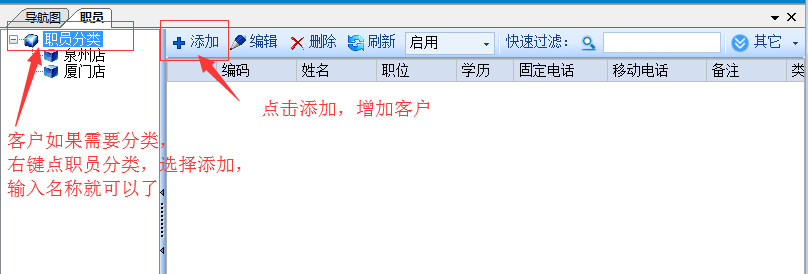 导航图 职员
职员分类
泉州店
厦门店
添加 编辑 删除 刷新 启用 快速过滤： 其它
编码 姓名 职位 学历 固定电话 移动电话 备注 类
点击添加，增加客户
客户如果需要分类，
右键点职员分类，选择添加，
输入名称就可以了